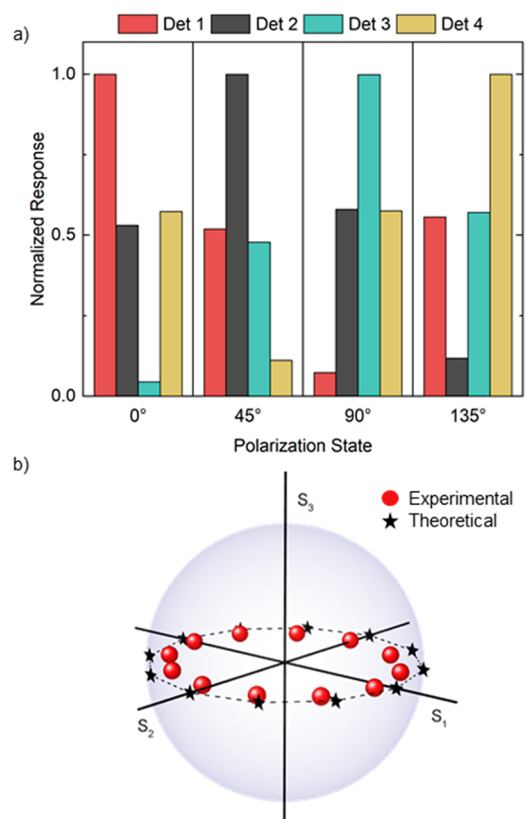 a)
Det 1 Det 2 Det 3 Det 4
1.0
0.5
0.0
Normalized Response
0° 45° 90° 135°
Polarization State
b)
S3
Experimental
Theoretical
S2
S1